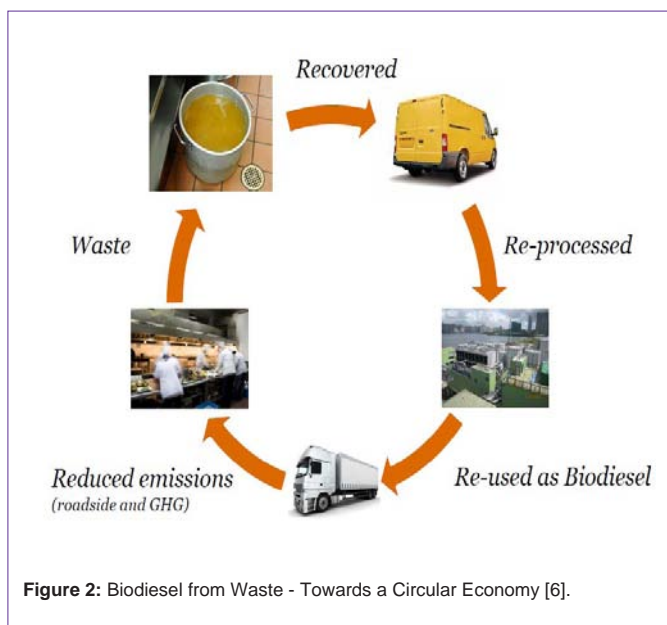 Recovered
Waste
Re-processed
Reduced emissions
(roadside and GHG)
Re-used as Biodiesel
Figure 2: Biodiesel from Waste - Towards a Circular Economy [6].